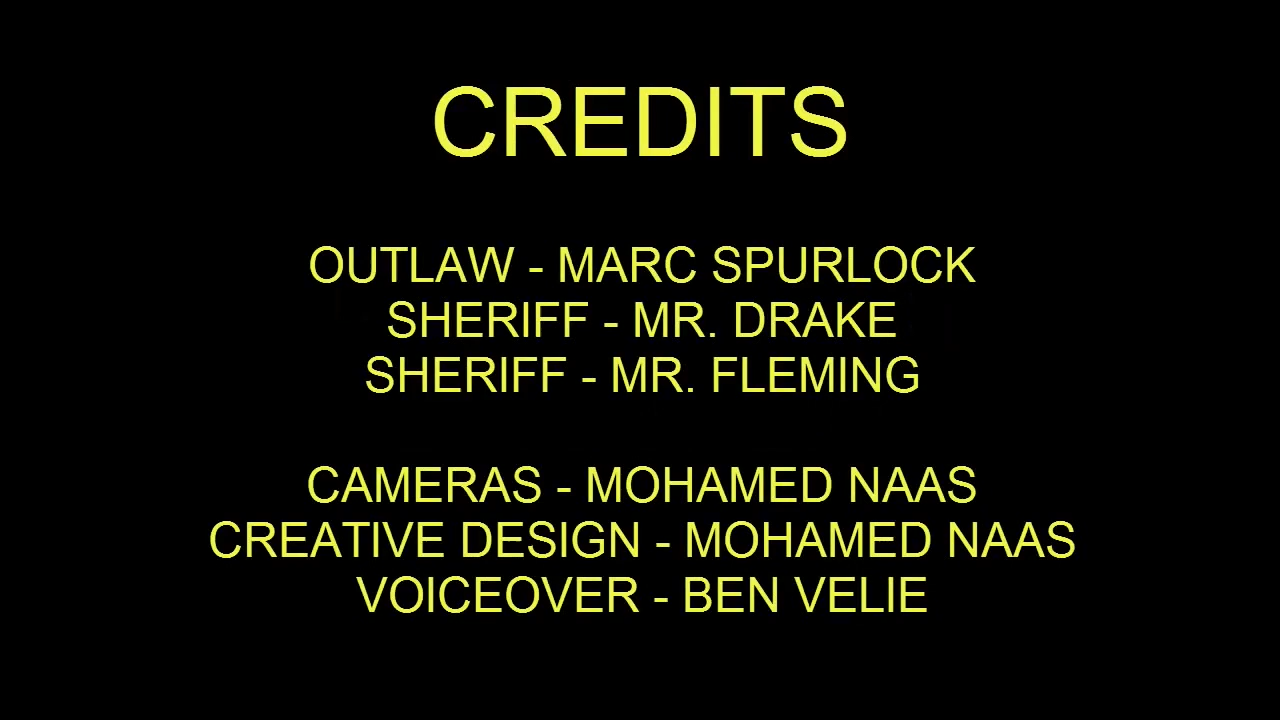 CREDITS
OUTLAW - MARC SPURLOCK
SHERIFF - MR. DRAKE
SHERIFF - MR. FLEMING
CAMERAS - MOHAMED NAAS
CREATIVE DESIGN - MOHAMED NAAS
VOICEOVER - BEN VELIE